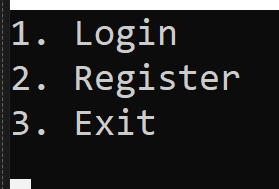 1. Login
2. Register
3. Exit